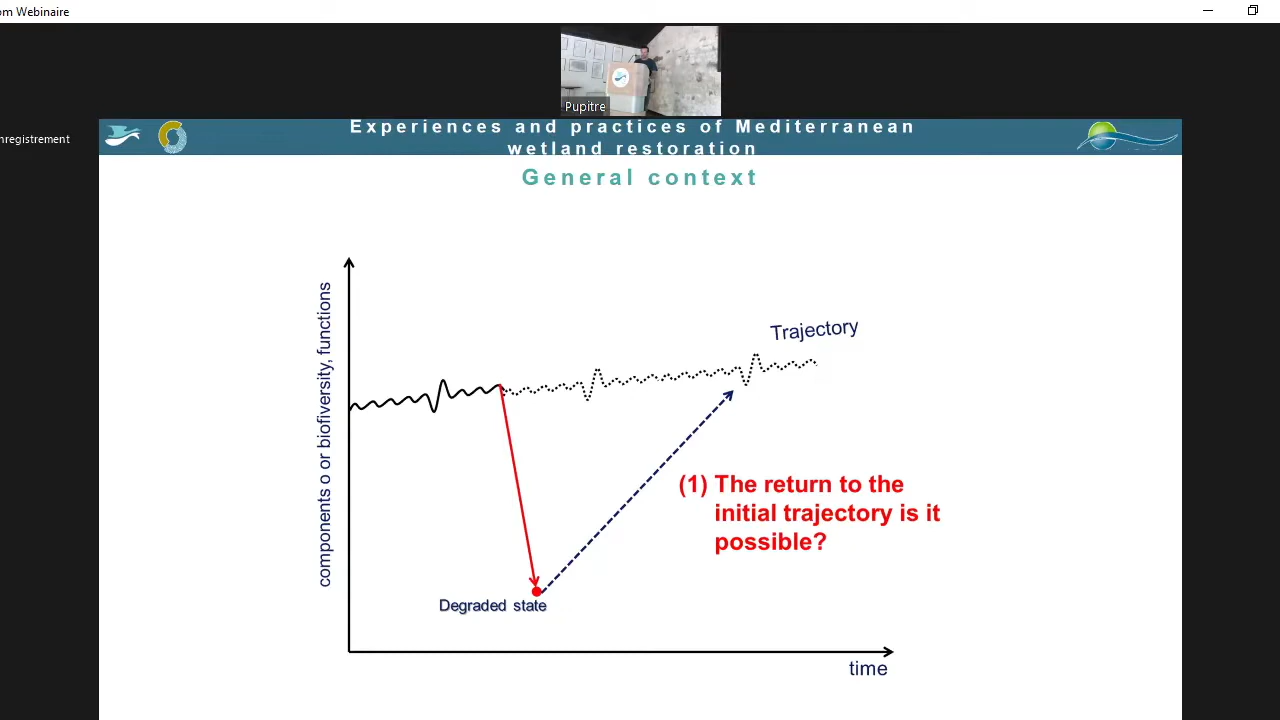 om Webinaire
Pupitre
nregistrement
Experiences and practices of Mediterranean
wetland restoration
General context
components o or biofiversity, functions
Trajectory
(1) The return to the
initial trajectory is it
possible?
Degraded state
time